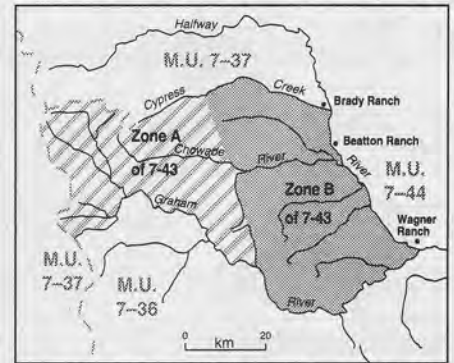 Halfway
M.U. 7–37
Cypress
Creek
Brady Ranch
Zone A
of 7-43
Chowade
River
Beatton Ranch
River
M.U.
7–44
Graham
Zone B
of 7-43
Wagner
Ranch
M.U.
7–37
M.U.
7–36
River
0 20
km